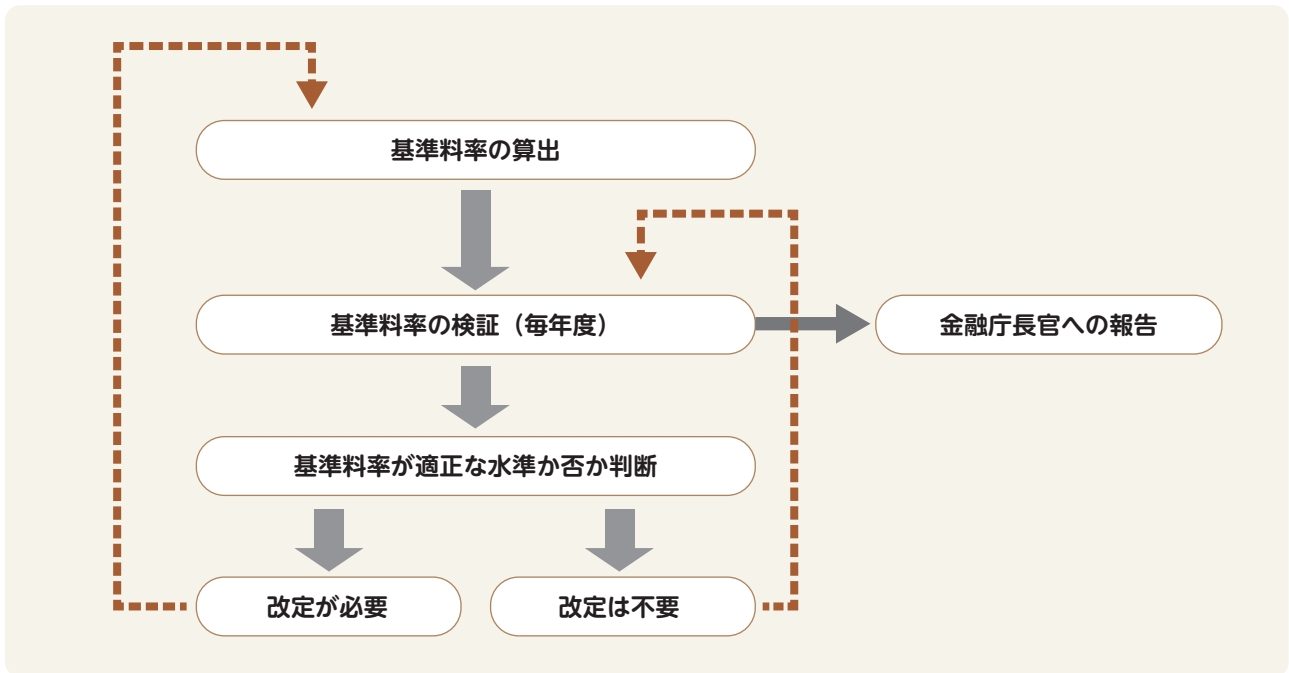 基準料率の算出
基準料率の検証（毎年度）
金融庁長官への報告
基準料率が適正な水準か否か判断
改定が必要
改定は不要